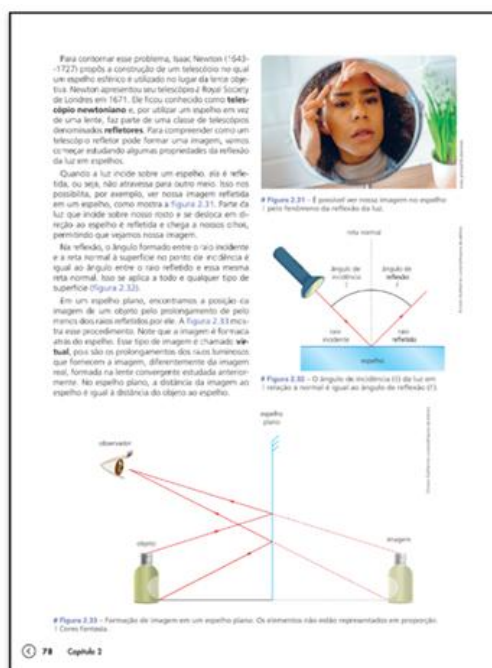 Para contornar esse problema, Isaac Newton (1643-
-1727) propôs a construção de um telescópio no qual
um espelho esférico é utilizado no lugar da lente obje-
tiva. Newton apresentou seu telescópio à Royal Society
de Londres em 1671. Ele ficou conhecido como teles-
cópio newtoniano e, por utilizar um espelho em vez
de uma lente, faz parte de uma classe de telescópios
denominados refletores. Para compreender como um
telescópio refletor pode formar uma imagem, vamos
começar estudando algumas propriedades da reflexão
da luz em espelhos.
Quando a luz incide sobre um espelho, ela é refle-
tida, ou seja, não atravessa para outro meio. Isso nos
possibilita, por exemplo, ver nossa imagem refletida
em um espelho, como mostra a figura 2.31. Parte da
luz que incide sobre nosso rosto e se desloca em di-
reção ao espelho é refletida e chega a nossos olhos,
permitindo que vejamos nossa imagem.
Na reflexão, o ângulo formado entre o raio incidente
e a reta normal à superfície no ponto de incidência é
igual ao ângulo entre o raio refletido e essa mesma
reta normal. Isso se aplica a todo e qualquer tipo de
superfície (figura 2.32).
Em um espelho plano, encontramos a posição da
imagem de um objeto pelo prolongamento de pelo
menos dois raios refletidos por ele. A figura 2.33 mos-
tra esse procedimento. Note que a imagem é formada
atrás do espelho. Esse tipo de imagem é chamado vir-
tual, pois são os prolongamentos dos raios luminosos
que fornecem a imagem, diferentemente da imagem
real, formada na lente convergente estudada anterior-
mente. No espelho plano, a distância da imagem ao
espelho é igual à distância do objeto ao espelho.
# Figura 2.31 – É possível ver nossa imagem no espelho
pelo fenômeno da reflexão da luz.
reta normal
ângulo de
incidência
ângulo de
reflexão
raio
incidente
raio
refletido
espelho
# Figura 2.32 – O ângulo de incidência (i) da luz em
relação à normal é igual ao ângulo de reflexão (r).
espelho
plano
observador
objeto
imagem
# Figura 2.33 – Formação de imagem em um espelho plano. Os elementos não estão representados em proporção.
Cores fantasia.
78 Capítulo 2